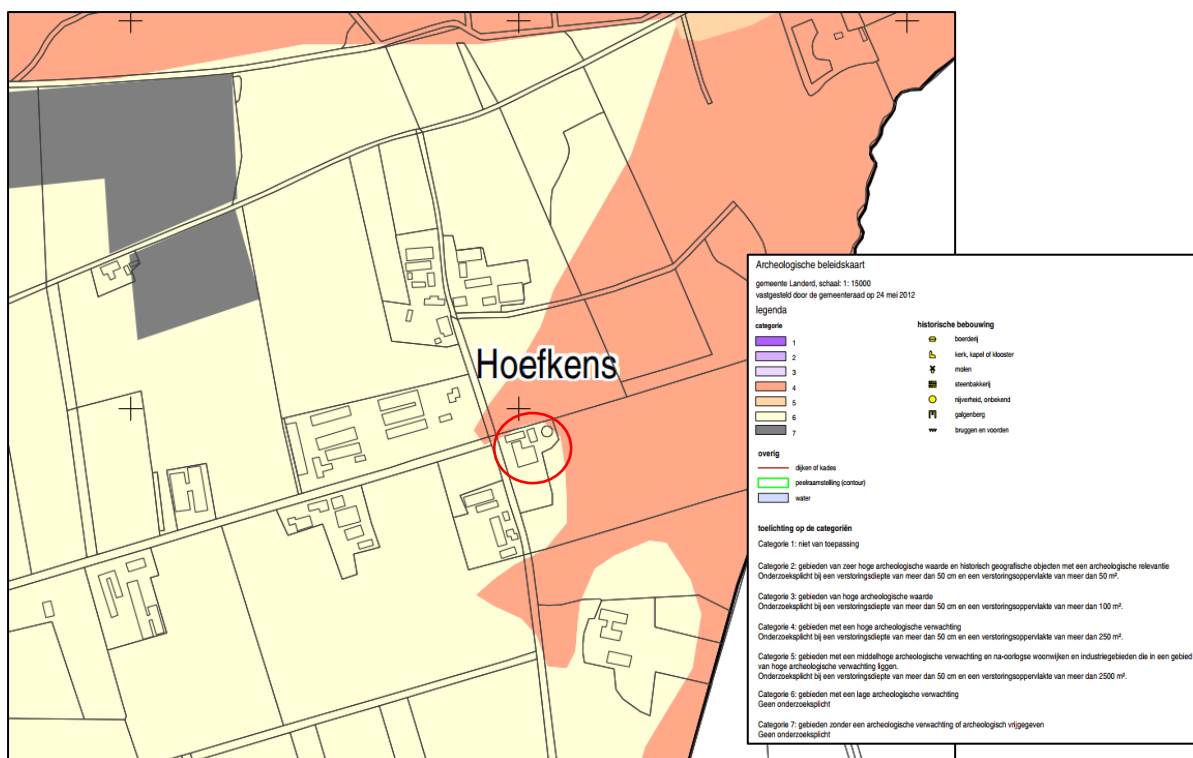 Hoefkens
Archeologische beleidskaart
gemeente Landerd, schaal: 1: 15000
vastgesteld door de gemeenteraad op 24 mei 2012
legenda
categorie
1
2
3
4
5
6
7
historische bebouwing
boerderij
kerk, kapel of klooster
molen
steenbakkerij
nijverheid, onbekend
galgenberg
bruggen en voorden
overig
dijken of kades
peelraamstelling (contour)
water
toelichting op de categoriën
Categorie 1: niet van toepassing
Categorie 2: gebieden van zeer hoge archeologische waarde en historisch geografische objecten met een archeologische relevantie
Onderzoeksplicht bij een verstoringsdiepte van meer dan 50 cm en een verstoringsoppervlakte van meer dan 50 m².
Categorie 3: gebieden van hoge archeologische waarde
Onderzoeksplicht bij een verstoringsdiepte van meer dan 50 cm en een verstoringsoppervlakte van meer dan 100 m².
Categorie 4: gebieden met een hoge archeologische verwachting
Onderzoeksplicht bij een verstoringsdiepte van meer dan 50 cm en een verstoringsoppervlakte van meer dan 250 m².
Categorie 5: gebieden met een middelhoge archeologische verwachting en na-oorlogse woonwijken en industriegebieden die in een gebied
van hoge archeologische verwachting liggen.
Onderzoeksplicht bij een verstoringsdiepte van meer dan 50 cm en een verstoringsoppervlakte van meer dan 2500 m².
Categorie 6: gebieden met een lage archeologische verwachting
Geen onderzoeksplicht
Categorie 7: gebieden zonder een archeologische verwachting of archeologisch vrijgegeven
Geen onderzoeksplicht